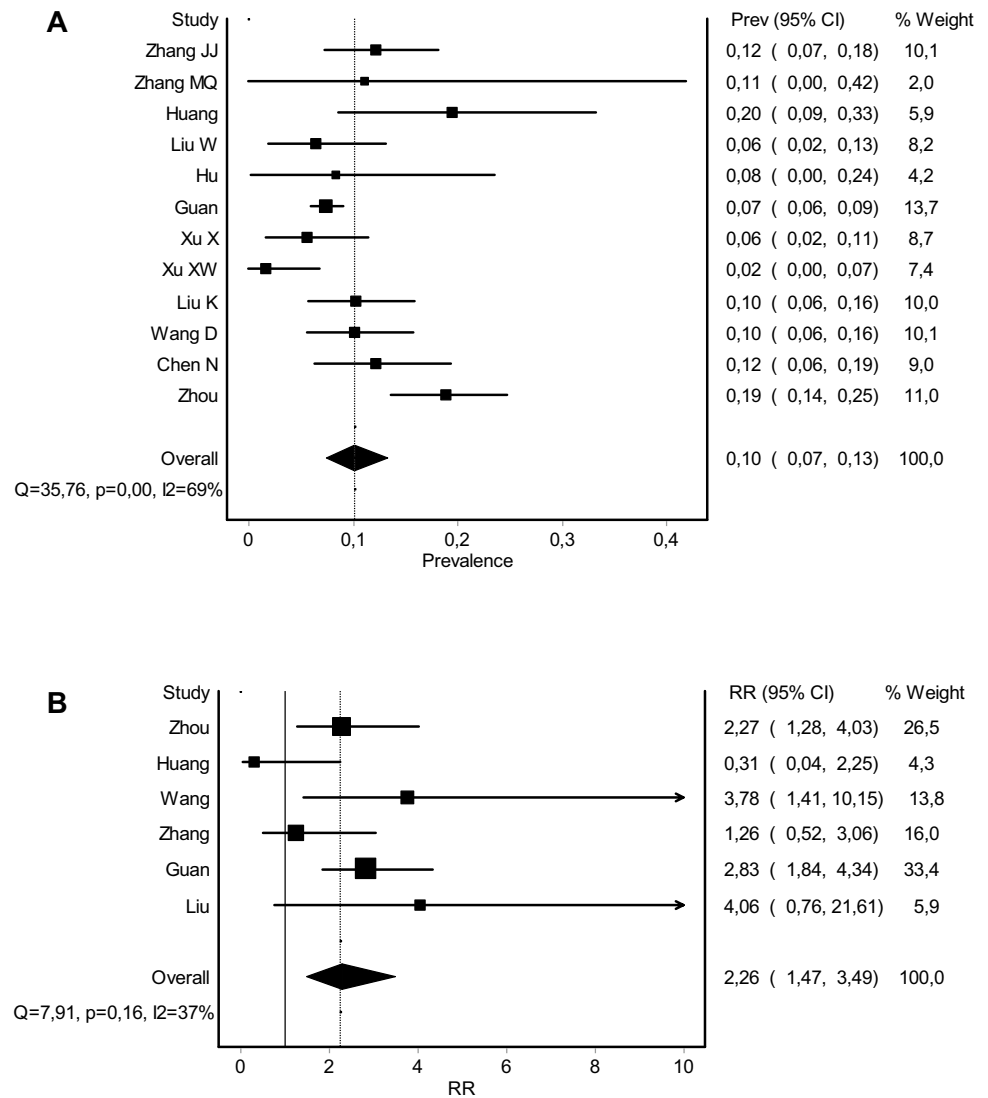 A
Study Prev (95% CI) % Weight
Zhang JJ 0,12 ( 0,07, 0,18) 10,1
Zhang MQ 0,11 ( 0,00, 0,42) 2,0
Huang 0,20 ( 0,09, 0,33) 5,9
Liu W 0,06 ( 0,02, 0,13) 8,2
Hu 0,08 ( 0,00, 0,24) 4,2
Guan 0,07 ( 0,06, 0,09) 13,7
Xu X 0,06 ( 0,02, 0,11) 8,7
Xu XW 0,02 ( 0,00, 0,07) 7,4
Liu K 0,10 ( 0,06, 0,16) 10,0
Wang D 0,10 ( 0,06, 0,16) 10,1
Chen N 0,12 ( 0,06, 0,19) 9,0
Zhou 0,19 ( 0,14, 0,25) 11,0
Overall 0,10 ( 0,07, 0,13) 100,0
Q=35,76, p=0,00, I2=69%
0 0,1 0,2 0,3 0,4
Prevalence
B
Study RR (95% CI) % Weight
Zhou 2,27 ( 1,28, 4,03) 26,5
Huang 0,31 ( 0,04, 2,25) 4,3
Wang 3,78 ( 1,41, 10,15) 13,8
Zhang 1,26 ( 0,52, 3,06) 16,0
Guan 2,83 ( 1,84, 4,34) 33,4
Liu 4,06 ( 0,76, 21,61) 5,9
Overall 2,26 ( 1,47, 3,49) 100,0
Q=7,91, p=0,16, I2=37%
0 2 4 6 8 10
RR